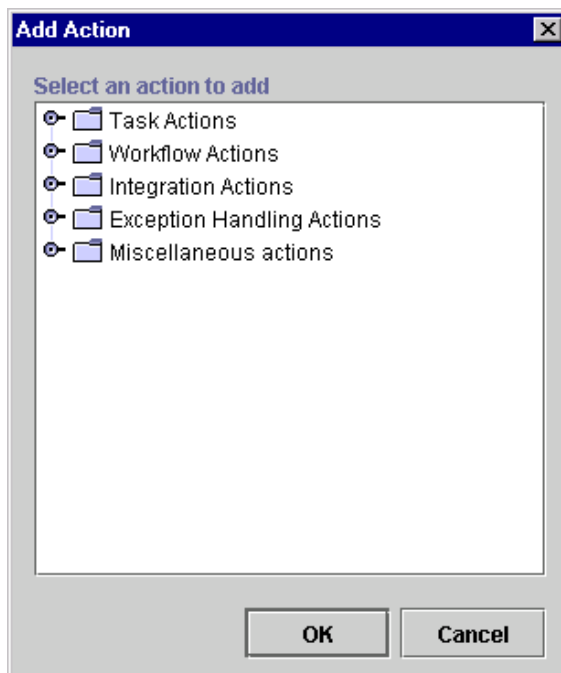 Add Action
Select an action to add
Task Actions
Workflow Actions
Integration Actions
Exception Handling Actions
Miscellaneous actions
OK
Cancel